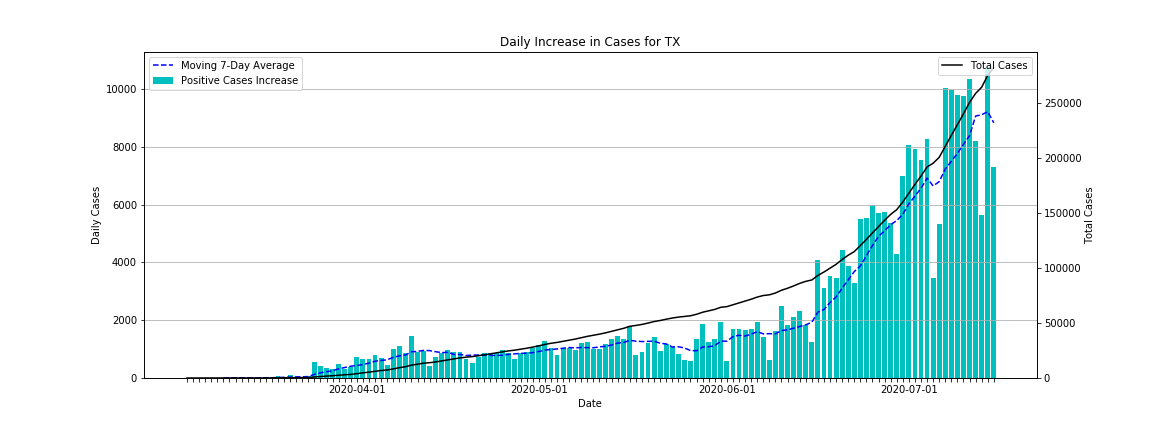 Daily Increase in Cases for TX
Moving 7-Day Average
Positive Cases Increase
Total Cases
10000
8000
6000
4000
2000
0
Daily Cases
250000
200000
150000
100000
50000
0
Total Cases
2020-04-01
2020-05-01
2020-06-01
2020-07-01
Date